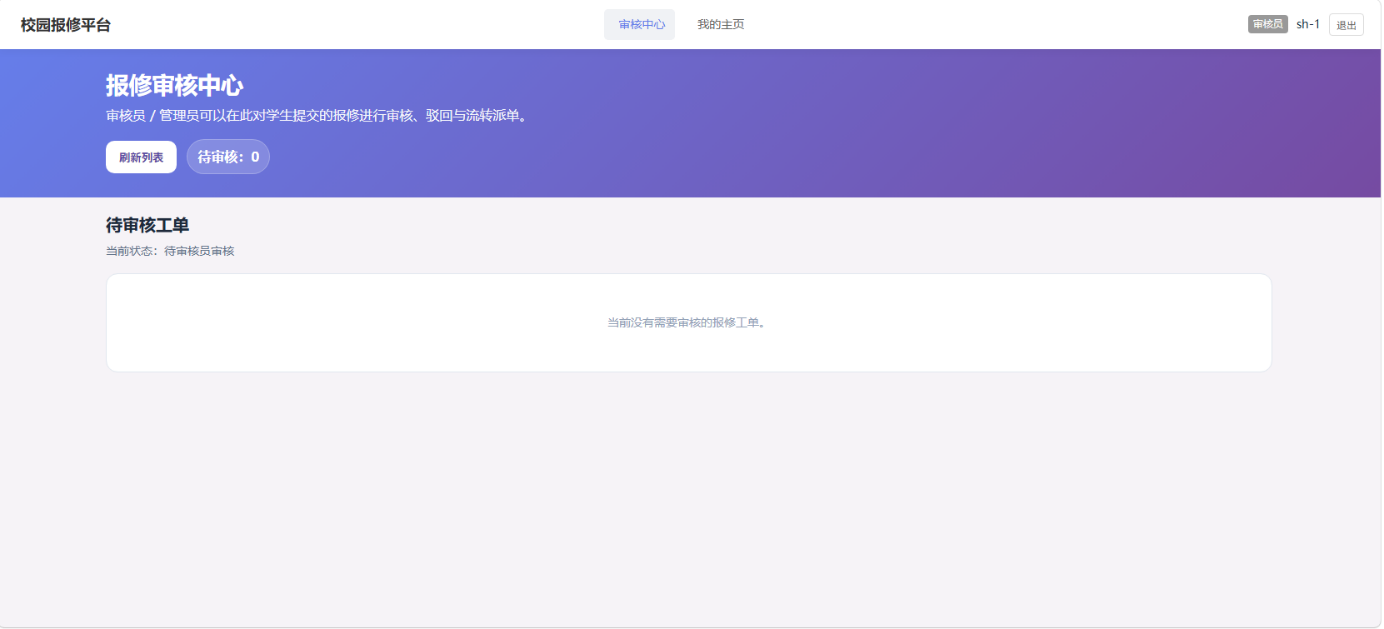 校园报修平台
审核中心
我的主页
审核员
sh-1
退出
报修审核中心
审核员 / 管理员可以在此对学生提交的报修进行审核、驳回与流转派单。
刷新列表
待审核：0
待审核工单
当前状态：待审核员审核
当前没有需要审核的报修工单。